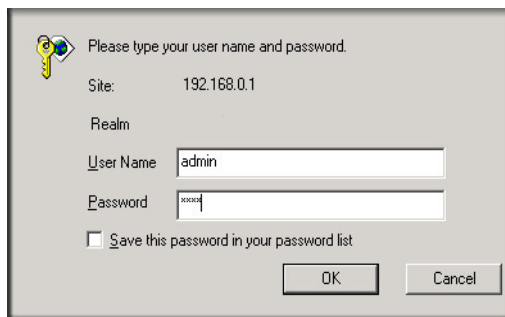 Please type your user name and password.
Site: 192.168.0.1
Realm
User Name admin
Password xxxx
Save this password in your password list
OK Cancel